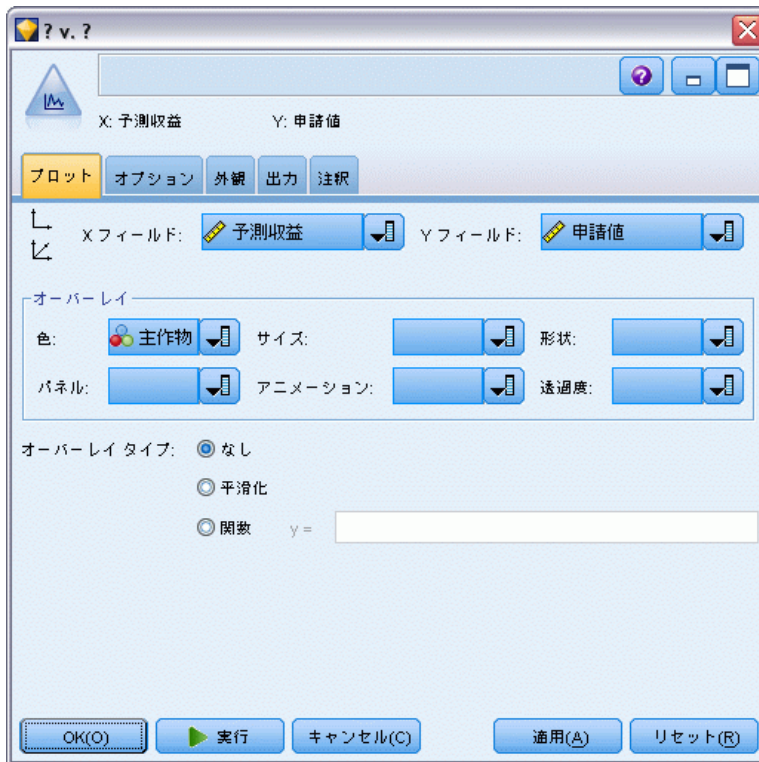 ? v. ?
X: 予測収益 Y: 申請値
プロット オプション 外観 出力 注釈
X フィールド: 予測収益 Y フィールド: 申請値
オーバーレイ
色: 主作物 サイズ: 形状:
パネル: アニメーション: 透過度:
オーバーレイ タイプ: なし
平滑化
関数 y =
OK(O) 実行 キャンセル(C) 適用(A) リセット(R)